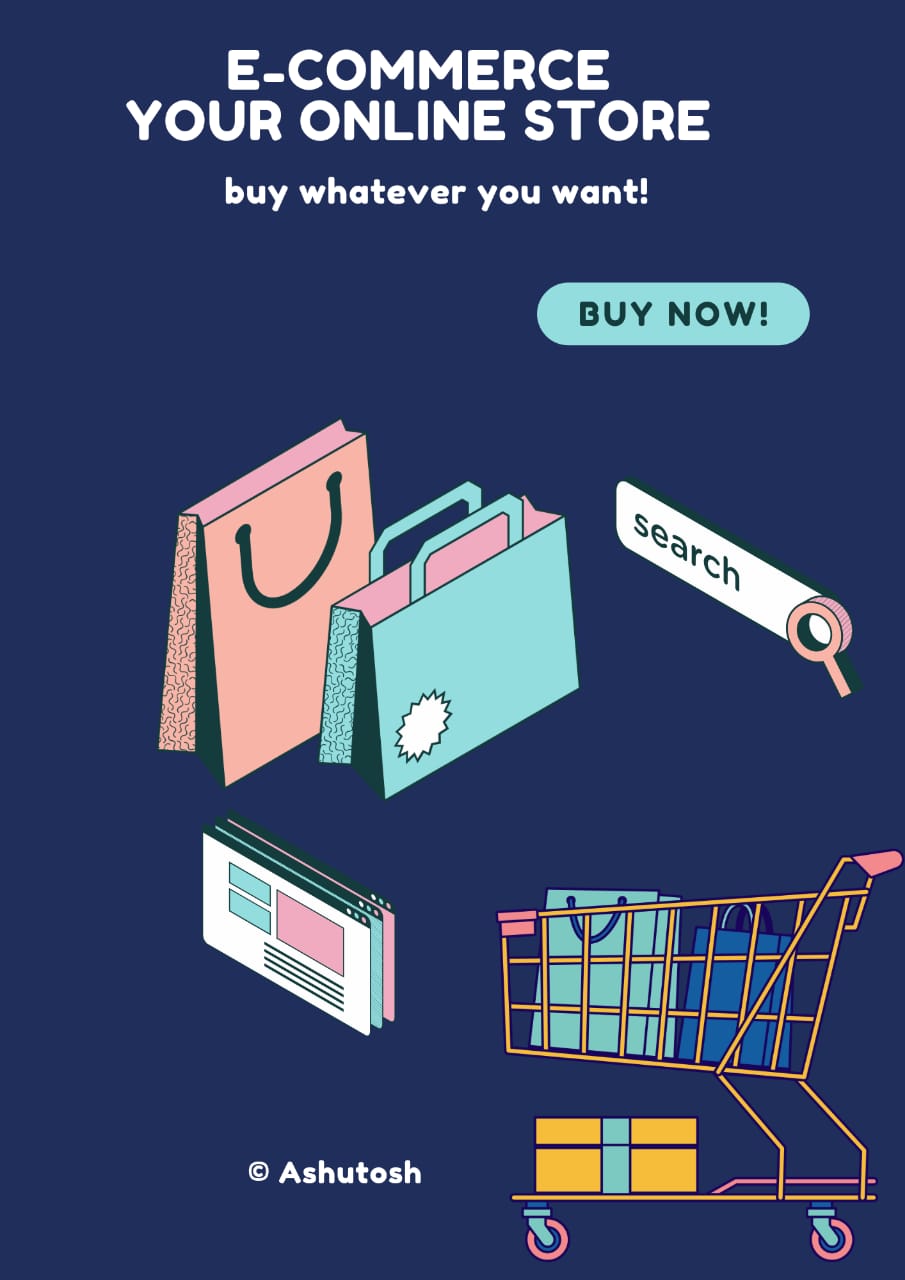 E-COMMERCE
YOUR ONLINE STORE
buy whatever you want!
BUY NOW!
search
© Ashutosh